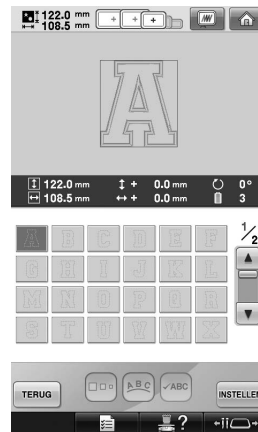 122.0 mm
108.5 mm
A
122.0 mm + 0.0 mm 0°
108.5 mm + 0.0 mm 3
A B C D E F 1/2
G H I J K L
M N O P Q R
S T U V W X
TERUG ABC ABC INSTELLEN
?